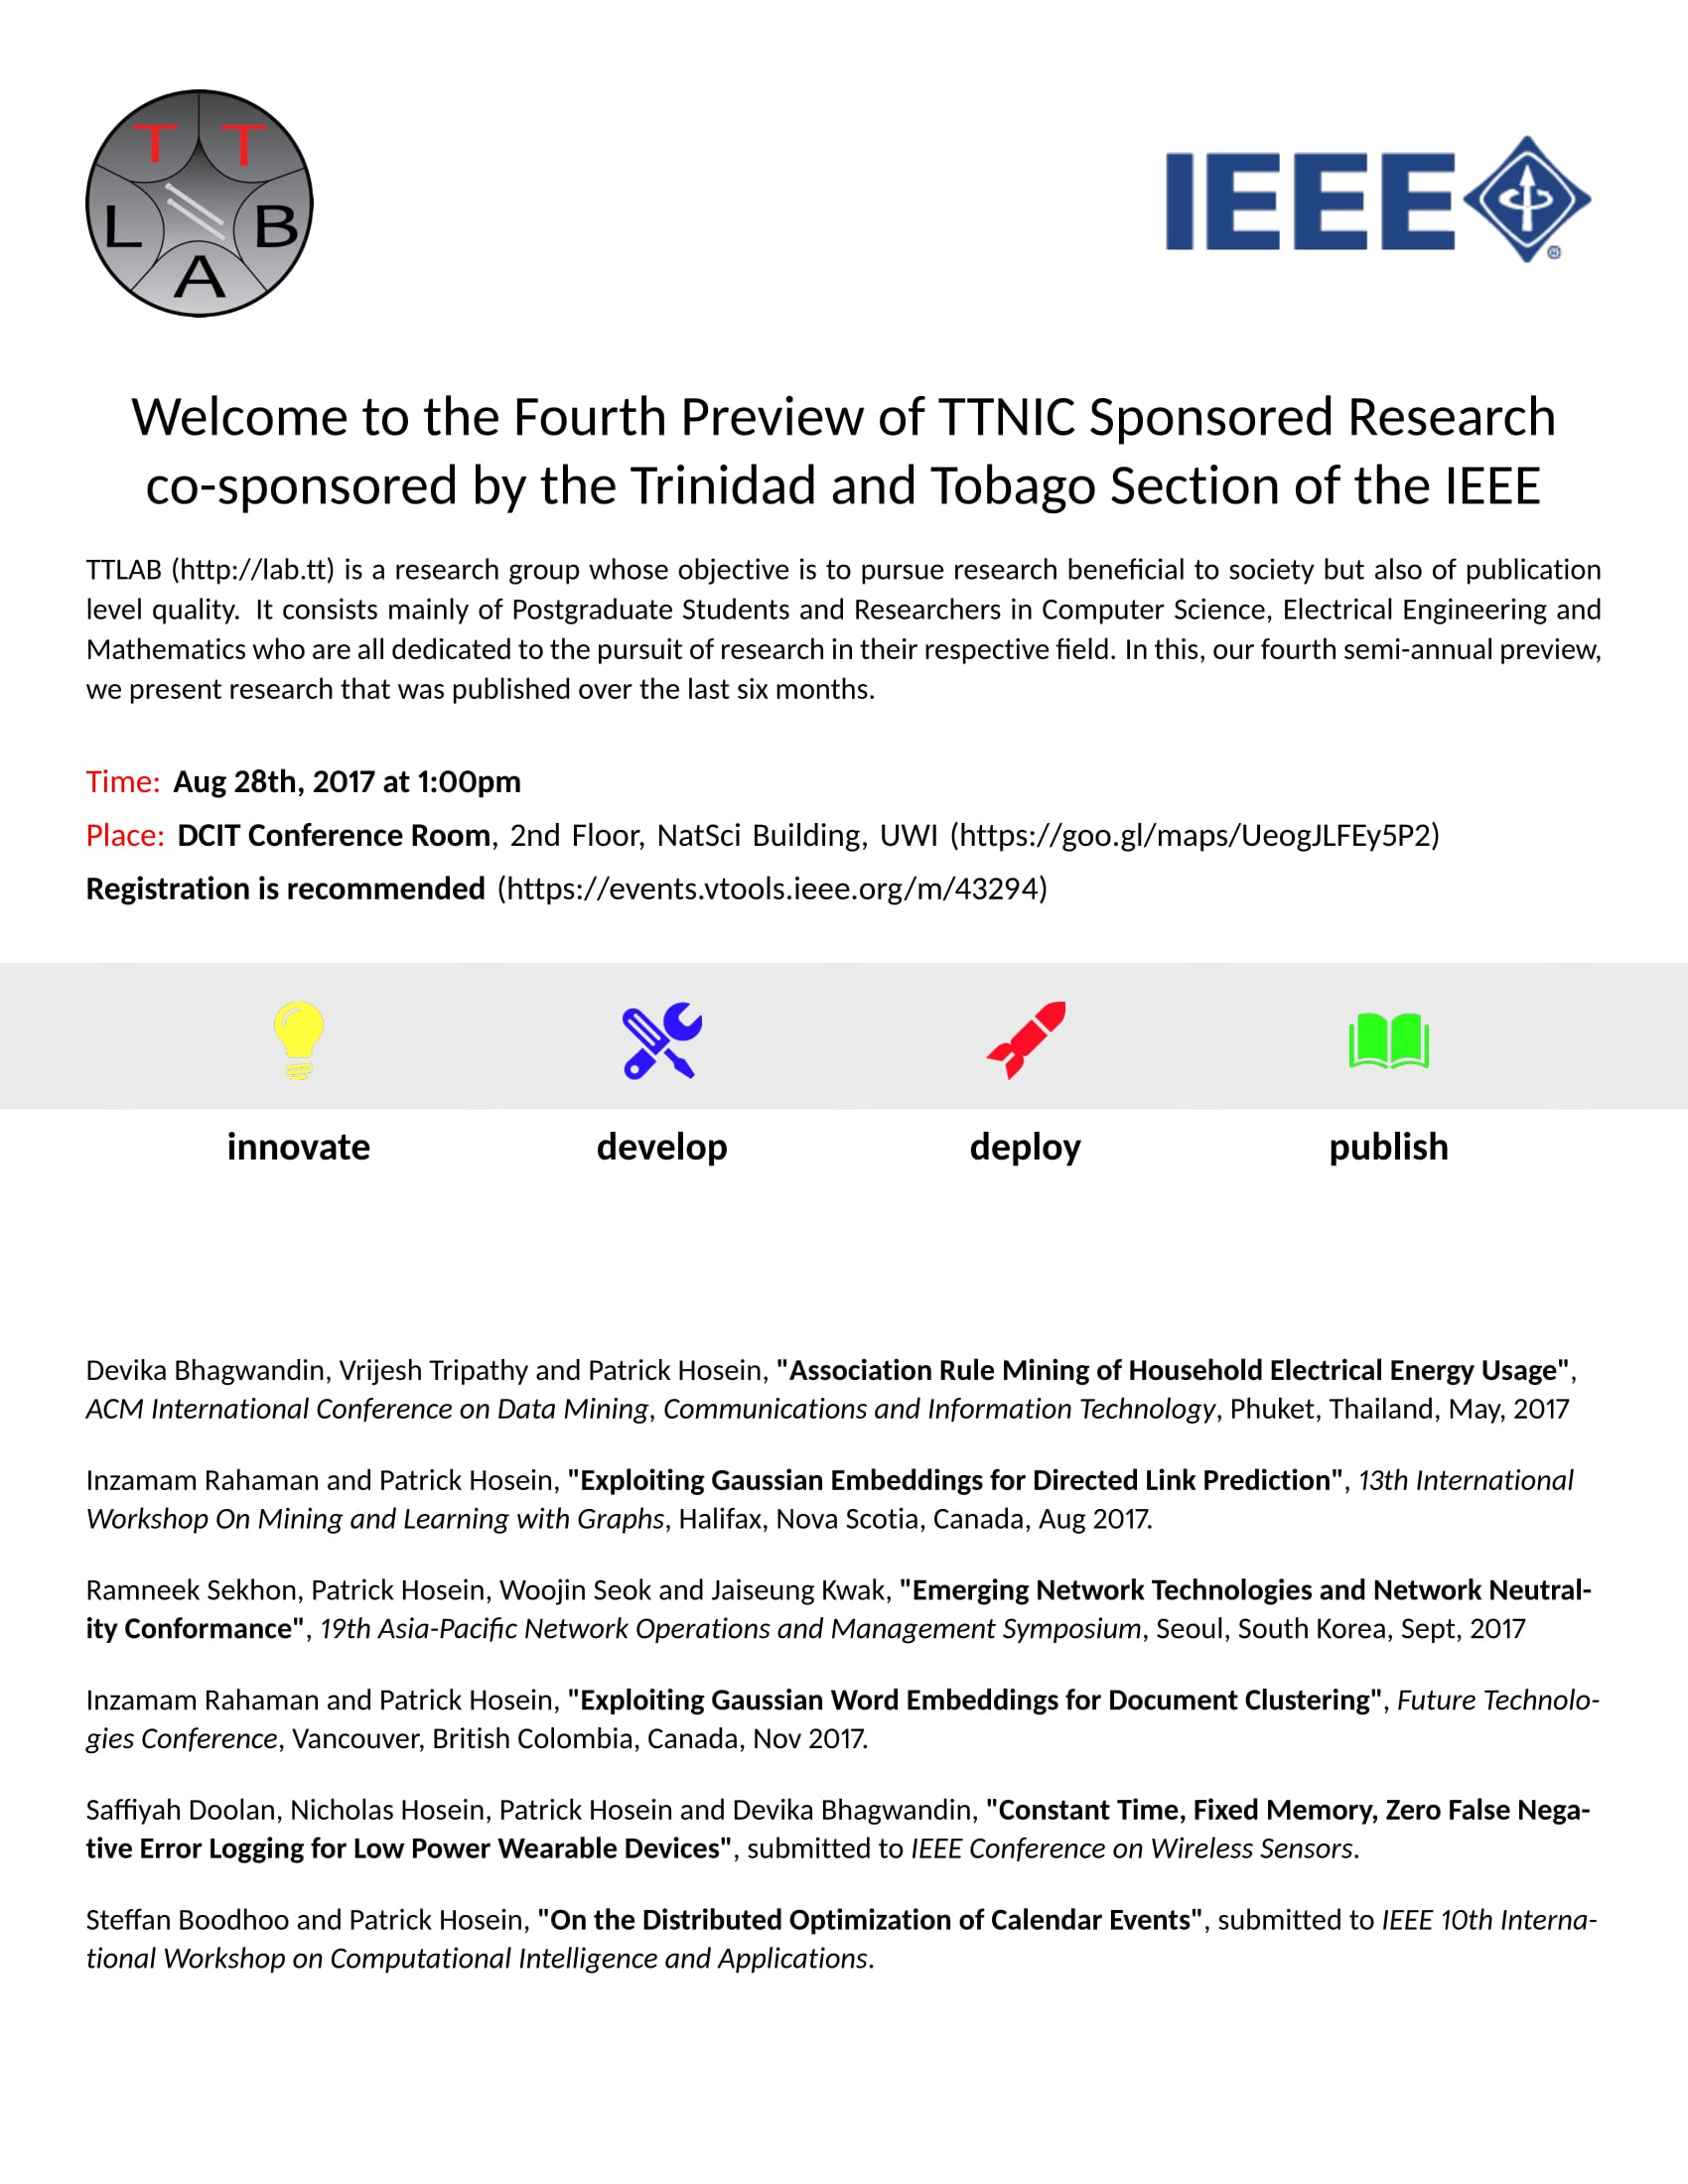 T T
L B
A
IEEE
®
Welcome to the Fourth Preview of TTNIC Sponsored Research
co-sponsored by the Trinidad and Tobago Section of the IEEE
TTLAB (http://lab.tt) is a research group whose objective is to pursue research beneficial to society but also of publication
level quality. It consists mainly of Postgraduate Students and Researchers in Computer Science, Electrical Engineering and
Mathematics who are all dedicated to the pursuit of research in their respective field. In this, our fourth semi-annual preview,
we present research that was published over the last six months.
Time: Aug 28th, 2017 at 1:00pm
Place: DCIT Conference Room, 2nd Floor, NatSci Building, UWI (https://goo.gl/maps/UeogJLFEy5P2)
Registration is recommended (https://events.vtools.ieee.org/m/43294)
innovate develop deploy publish
Devika Bhagwandin, Vrijesh Tripathy and Patrick Hosein, "Association Rule Mining of Household Electrical Energy Usage",
ACM International Conference on Data Mining, Communications and Information Technology, Phuket, Thailand, May, 2017
Inzamam Rahaman and Patrick Hosein, "Exploiting Gaussian Embeddings for Directed Link Prediction", 13th International
Workshop On Mining and Learning with Graphs, Halifax, Nova Scotia, Canada, Aug 2017.
Ramneek Sekhon, Patrick Hosein, Woojin Seok and Jaiseung Kwak, "Emerging Network Technologies and Network Neutral-
ity Conformance", 19th Asia-Pacific Network Operations and Management Symposium, Seoul, South Korea, Sept, 2017
Inzamam Rahaman and Patrick Hosein, "Exploiting Gaussian Word Embeddings for Document Clustering", Future Technolo-
gies Conference, Vancouver, British Colombia, Canada, Nov 2017.
Saffiyah Doolan, Nicholas Hosein, Patrick Hosein and Devika Bhagwandin, "Constant Time, Fixed Memory, Zero False Nega-
tive Error Logging for Low Power Wearable Devices", submitted to IEEE Conference on Wireless Sensors.
Steffan Boodhoo and Patrick Hosein, "On the Distributed Optimization of Calendar Events", submitted to IEEE 10th Interna-
tional Workshop on Computational Intelligence and Applications.